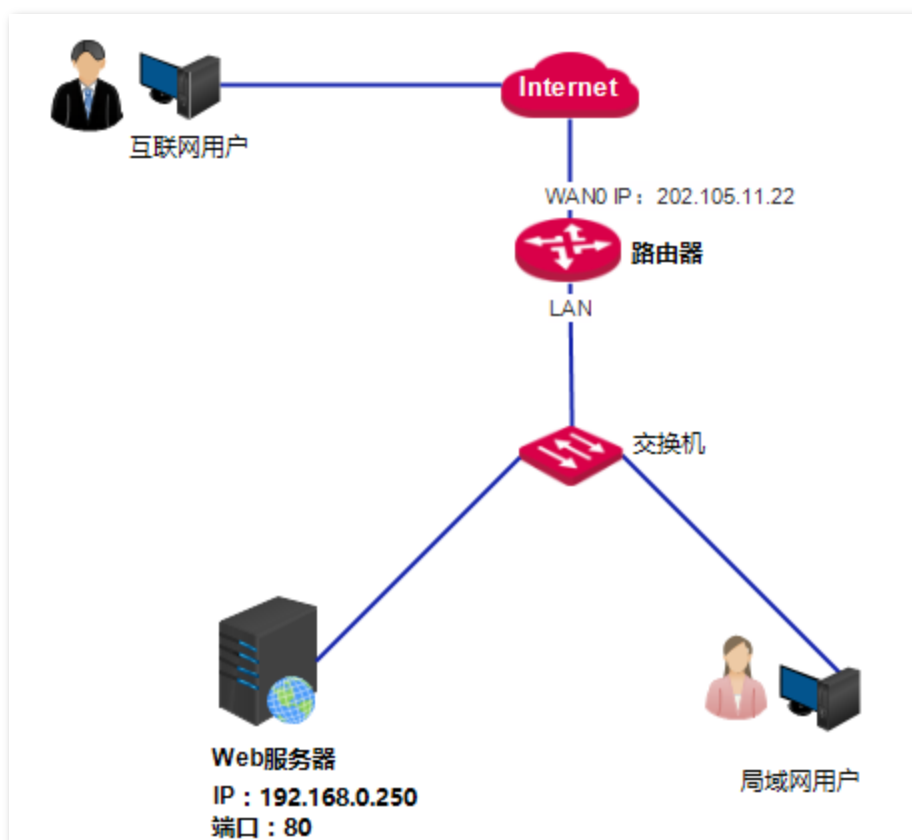 Internet
互联网用户
WAN0 IP：202.105.11.22
路由器
LAN
交换机
Web服务器
IP：192.168.0.250
端口：80
局域网用户